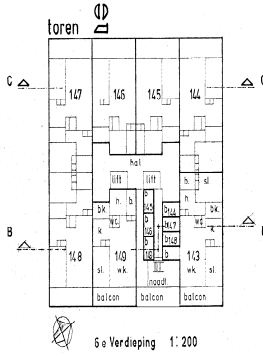 toren
C
C
147
146
145
144
hal
lift
lift
b.
sl.
h.
bk.
wc.
k.
h.
b.
b
145
b
146
b
b 144
147
b 148
b
h.
bk.
wc.
k.
B
B
148
149
143
sl.
wk.
wk.
sl.
noodt.
balcon
balcon
balcon
6e Verdieping 1:200